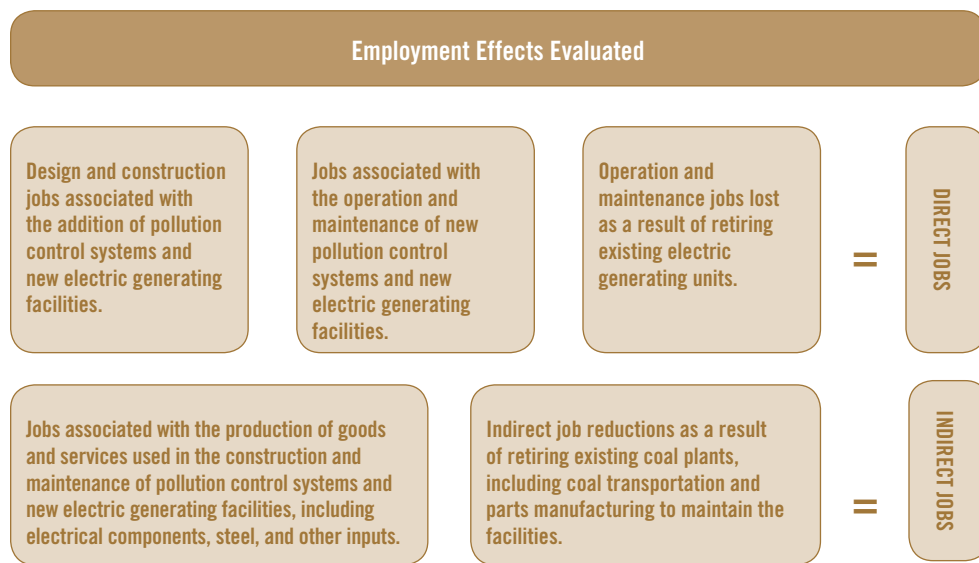 Employment Effects Evaluated
Design and construction
jobs associated with
the addition of pollution
control systems and
new electric generating
facilities.
Jobs associated with
the operation and
maintenance of new
pollution control
systems and new
electric generating
facilities.
Operation and
maintenance jobs lost
as a result of retiring
existing electric
generating units.
=
DIRECT JOBS
Jobs associated with the production of goods
and services used in the construction and
maintenance of pollution control systems and
new electric generating facilities, including
electrical components, steel, and other inputs.
Indirect job reductions as a result
of retiring existing coal plants,
including coal transportation and
parts manufacturing to maintain the
facilities.
=
INDIRECT JOBS